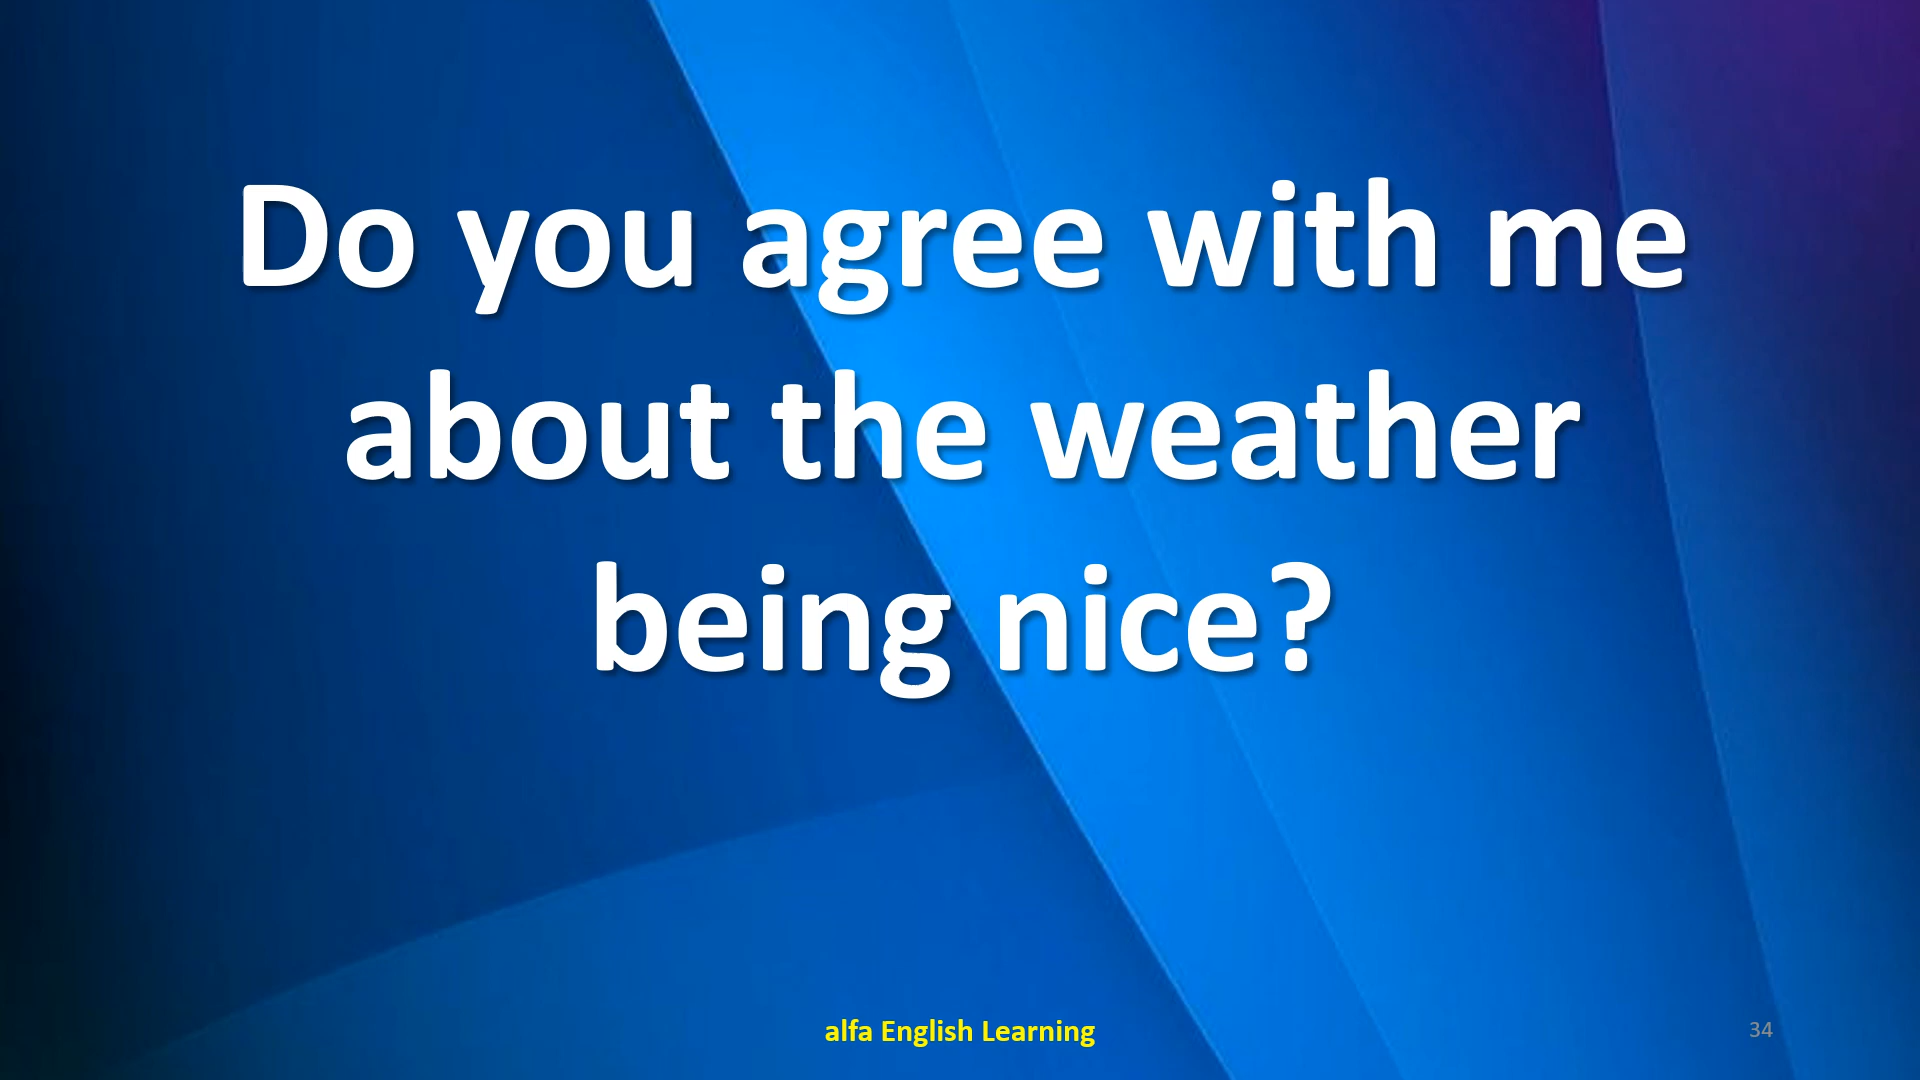 Do you agree with me
about the weather
being nice?
alfa English Learning
34